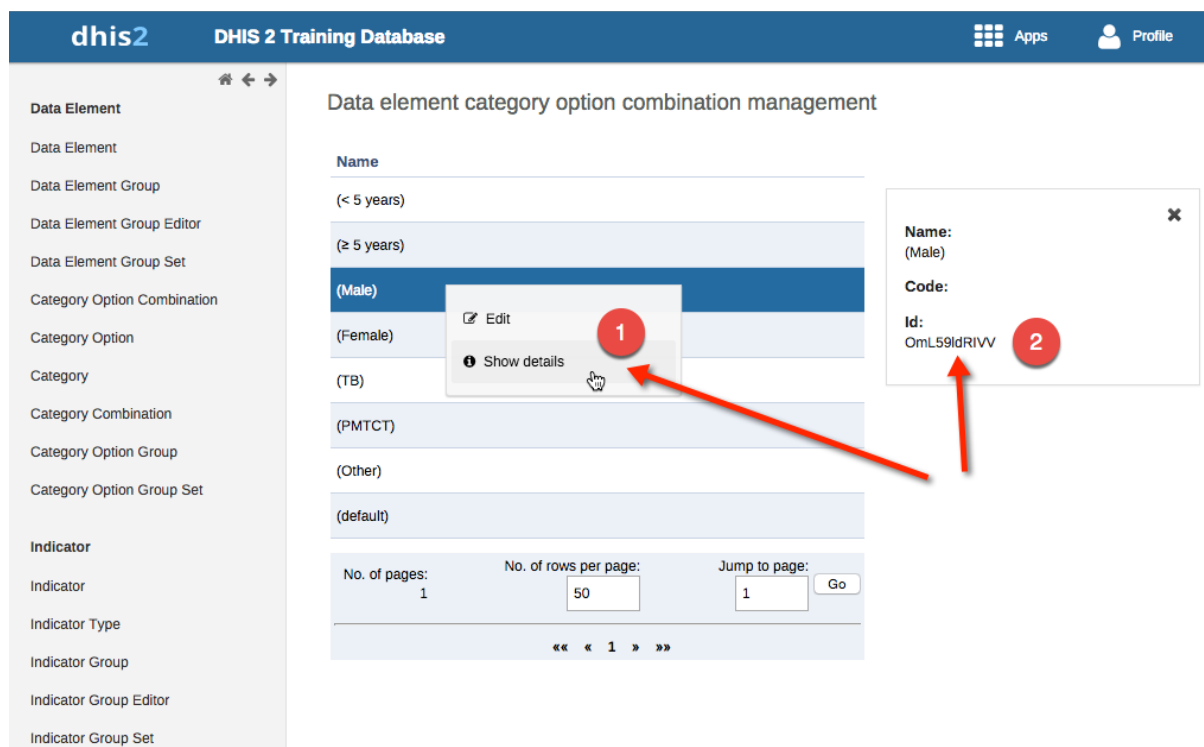 dhis2
DHIS 2 Training Database
Apps
Profile
Data Element
Data Element
Data Element Group
Data Element Group Editor
Data Element Group Set
Category Option Combination
Category Option
Category
Category Combination
Category Option Group
Category Option Group Set
Indicator
Indicator
Indicator Type
Indicator Group
Indicator Group Editor
Indicator Group Set
Data element category option combination management
Name
(< 5 years)
(≥ 5 years)
(Male)
(Female)
(TB)
(PMTCT)
(Other)
(default)
Edit
Show details
1
No. of pages:
1
No. of rows per page:
50
Jump to page:
1
Go
«« « 1 » »»
Name:
(Male)
Code:
Id:
OmL59ldRIVV
2